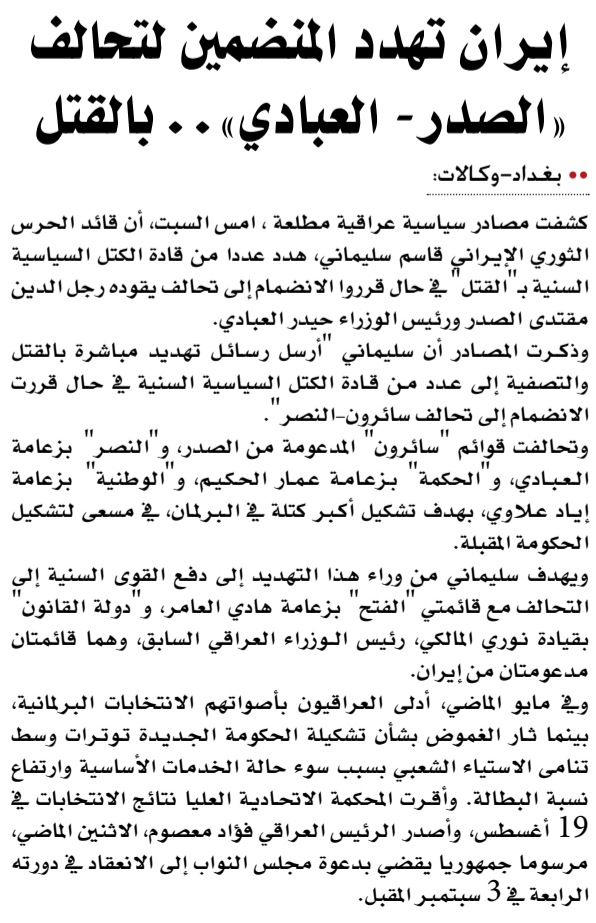 إيران تهدد المنضمين لتحالف
«الصدر- العبادي» . . بالقتل
•• بغداد-وكالات:
كشفت مصادر سياسية عراقية مطلعة ، امس السبت، أن قائد الحرس
الثوري الإيراني قاسم سليماني، هدد عددا من قادة الكتل السياسية
السنية بـ"القتل" في حال قرروا الانضمام إلى تحالف يقوده رجل الدين
مقتدى الصدر ورئيس الوزراء حيدر العبادي.
وذكرت المصادر أن سليماني "أرسل رسائل تهديد مباشرة بالقتل
والتصفية إلى عدد من قادة الكتل السياسية السنية في حال قررت
الانضمام إلى تحالف سائرون-النصر".
وتحالفت قوائم "سائرون" المدعومة من الصدر، و"النصر" بزعامة
العبادي، و"الحكمة" بزعامة عمار الحكيم، و"الوطنية" بزعامة
إياد علاوي، بهدف تشكيل أكبر كتلة في البرلمان، في مسعى لتشكيل
الحكومة المقبلة.
ويهدف سليماني من وراء هذا التهديد إلى دفع القوى السنية إلى
التحالف مع قائمتي "الفتح" بزعامة هادي العامر، و"دولة القانون"
بقيادة نوري المالكي، رئيس الوزراء العراقي السابق، وهما قائمتان
مدعومتان من إيران.
وفي مايو الماضي، أدلى العراقيون بأصواتهم الانتخابات البرلمانية،
بينما ثار الغموض بشأن تشكيلة الحكومة الجديدة توترات وسط
تنامى الاستياء الشعبي بسبب سوء حالة الخدمات الأساسية وارتفاع
نسبة البطالة. وأقرت المحكمة الاتحادية العليا نتائج الانتخابات في
19 أغسطس، وأصدر الرئيس العراقي فؤاد معصوم، الاثنين الماضي،
مرسوما جمهوريا يقضي بدعوة مجلس النواب إلى الانعقاد في دورته
الرابعة في 3 سبتمبر المقبل.